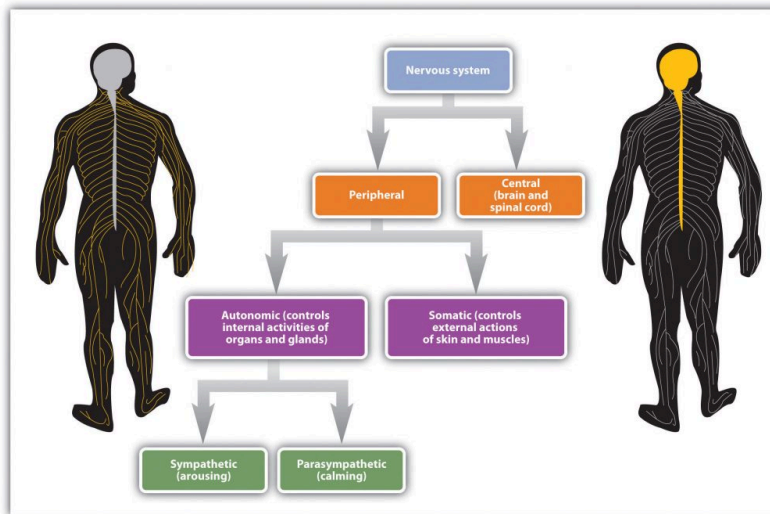 Nervous system
Peripheral
Central
(brain and
spinal cord)
Autonomic (controls
internal activities of
organs and glands)
Somatic (controls
external actions
of skin and muscles)
Sympathetic
(arousing)
Parasympathetic
(calming)